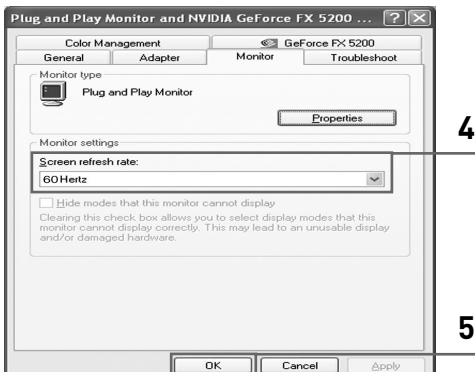 Plug and Play Monitor and NVIDIA GeForce FX 5200 ...
Color Management GeForce FX 5200
General Adapter Monitor Troubleshoot
Monitor type
Plug and Play Monitor
Properties
Monitor settings
Screen refresh rate:
60 Hertz
Hide modes that this monitor cannot display
Clearing this check box allows you to select display modes that this
monitor cannot display correctly. This may lead to an unusable display
and/or damaged hardware.
OK Cancel Apply
4
5